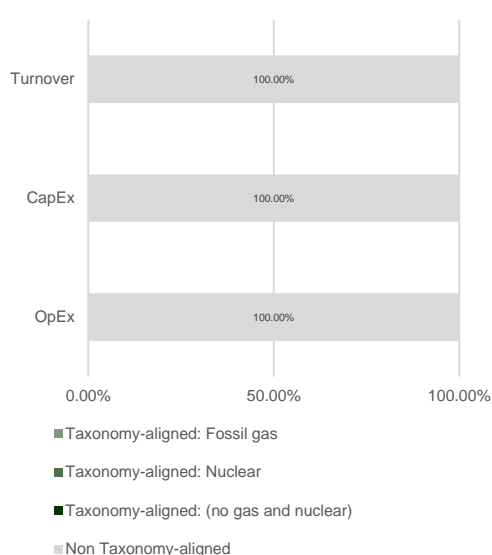 Turnover
100.00%
CapEx
100.00%
OpEx
100.00%
0.00% 50.00% 100.00%
Taxonomy-aligned: Fossil gas
Taxonomy-aligned: Nuclear
Taxonomy-aligned: (no gas and nuclear)
Non Taxonomy-aligned